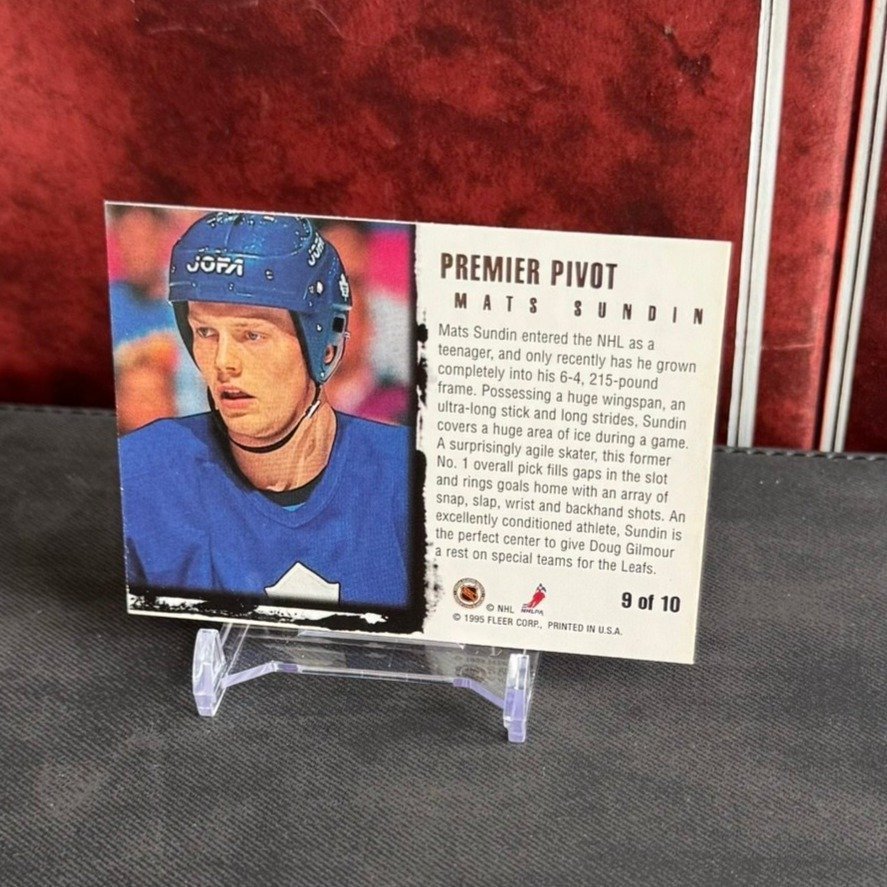 JOFA
PREMIER PIVOT
MATS SUNDIN
Mats Sundin entered the NHL as a
teenager, and only recently has he grown
completely into his 6-4, 215-pound
frame. Possessing a huge wingspan, an
ultra-long stick and long strides, Sundin
covers a huge area of ice during a game.
A surprisingly agile skater, this former
No. 1 overall pick fills gaps in the slot
and rings goals home with an array of
snap, slap, wrist and backhand shots. An
excellently conditioned athlete, Sundin is
the perfect center to give Doug Gilmour
a rest on special teams for the Leafs.
© NHL NHLPA
9 of 10
© 1995 FLEER CORP., PRINTED IN U.S.A.